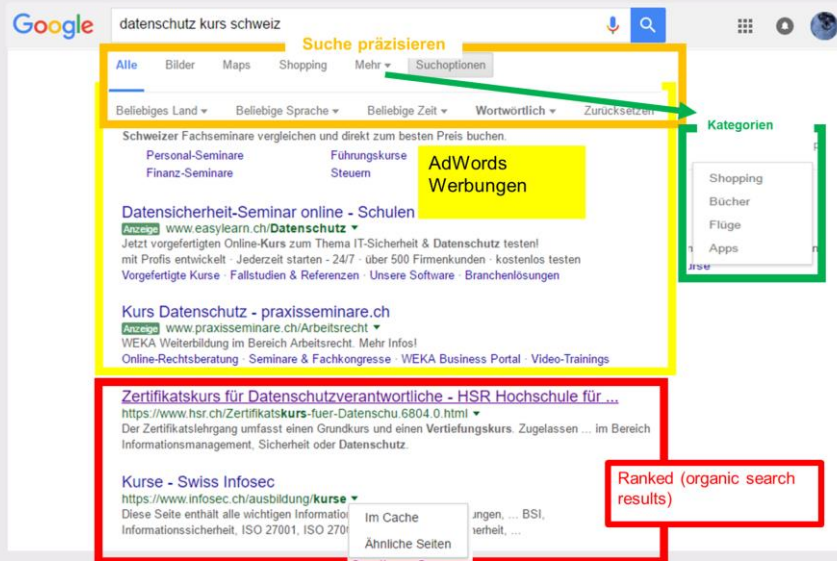 Google datenschutz kurs schweiz
Suche präzisieren
Alle Bilder Maps Shopping Mehr Suchoptionen
Beliebiges Land Beliebige Sprache Beliebige Zeit Wortwörtlich Zurücksetzen
Kategorien
Shopping
Bücher
Flüge
Apps
Schweizer Fachseminare vergleichen und direkt zum besten Preis buchen.
Personal-Seminare Führungskurse
Finanz-Seminare Steuern
AdWords
Werbungen
Datensicherheit-Seminar online - Schulen
Anzeige www.easylearn.ch/Datenschutz
Jetzt vorgefertigten Online-Kurs zum Thema IT-Sicherheit & Datenschutz testen!
mit Profis entwickelt · Jederzeit starten - 24/7 · über 500 Firmenkunden · kostenlos testen
Vorgefertigte Kurse · Fallstudien & Referenzen · Unsere Software · Branchenlösungen
Kurs Datenschutz - praxisseminare.ch
Anzeige www.praxisseminare.ch/Arbeitsrecht
WEKA Weiterbildung im Bereich Arbeitsrecht. Mehr Infos!
Online-Rechtsberatung · Seminare & Fachkongresse · WEKA Business Portal · Video-Trainings
Zertifikatskurs für Datenschutzverantwortliche - HSR Hochschule für ...
https://www.hsr.ch/Zertifikatskurs-fuer-Datenschu.6804.0.html
Der Zertifikatslehrgang umfasst einen Grundkurs und einen Vertiefungskurs. Zugelassen ... im Bereich
Informationsmanagement, Sicherheit oder Datenschutz.
Ranked (organic search
results)
Kurse - Swiss Infosec
https://www.infosec.ch/ausbildung/kurse
Diese Seite enthält alle wichtigen ... BSI,
Informationssicherheit, ISO 27001, ISO
Im Cache
Ähnliche Seiten